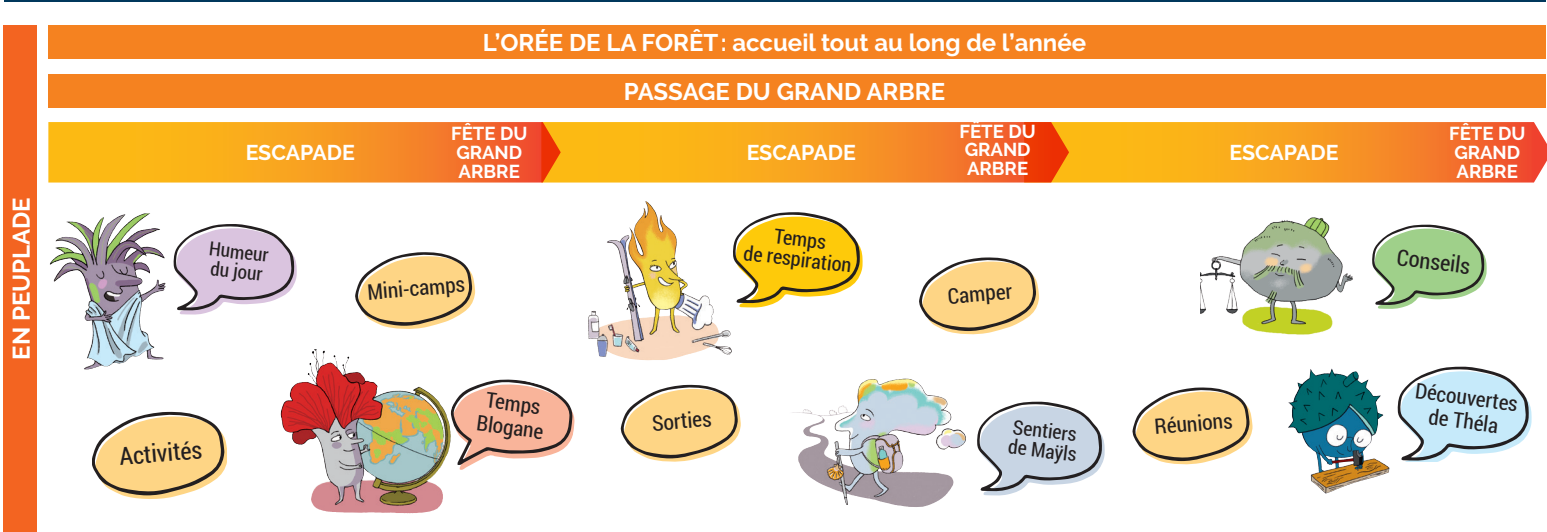 L'ORÉE DE LA FORÊT : accueil tout au long de l'année
PASSAGE DU GRAND ARBRE
ESCAPADE
FÊTE DU
GRAND
ARBRE
ESCAPADE
FÊTE DU
GRAND
ARBRE
ESCAPADE
FÊTE DU
GRAND
ARBRE
EN PEUPLADE
Humeur
du jour
Mini-camps
Temps
de respiration
Camper
Conseils
Activités
Temps
Blogane
Sorties
Sentiers
de Maÿls
Réunions
Découvertes
de Théla